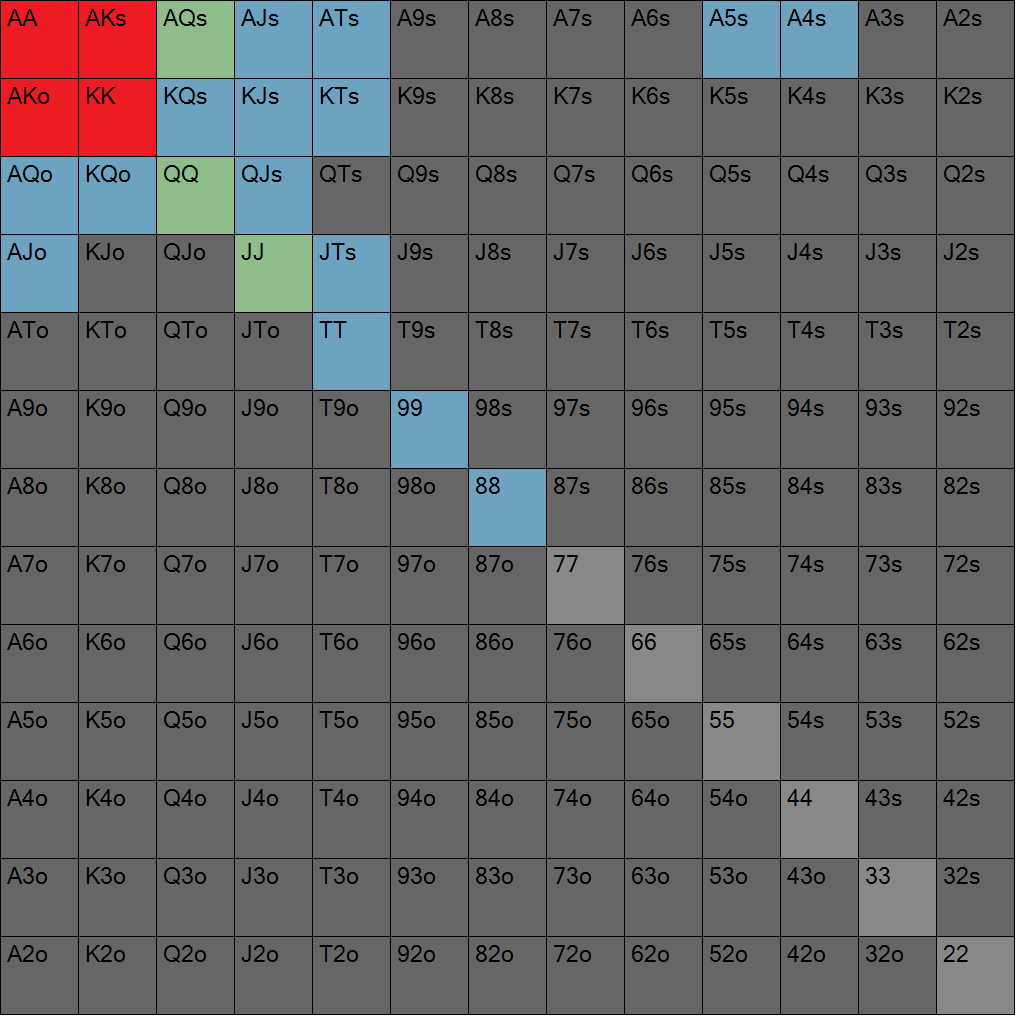 AA AKs AQs AJs ATs A9s A8s A7s A6s A5s A4s A3s A2s
AKo KK KQs KJs KTs K9s K8s K7s K6s K5s K4s K3s K2s
AQo KQo QQ QJs QTs Q9s Q8s Q7s Q6s Q5s Q4s Q3s Q2s
AJo KJo QJo JJ JTs J9s J8s J7s J6s J5s J4s J3s J2s
ATo KTo QTo JTo TT T9s T8s T7s T6s T5s T4s T3s T2s
A9o K9o Q9o J9o T9o 99 98s 97s 96s 95s 94s 93s 92s
A8o K8o Q8o J8o T8o 98o 88 87s 86s 85s 84s 83s 82s
A7o K7o Q7o J7o T7o 97o 87o 77 76s 75s 74s 73s 72s
A6o K6o Q6o J6o T6o 96o 86o 76o 66 65s 64s 63s 62s
A5o K5o Q5o J5o T5o 95o 85o 75o 65o 55 54s 53s 52s
A4o K4o Q4o J4o T4o 94o 84o 74o 64o 54o 44 43s 42s
A3o K3o Q3o J3o T3o 93o 83o 73o 63o 53o 43o 33 32s
A2o K2o Q2o J2o T2o 92o 82o 72o 62o 52o 42o 32o 22